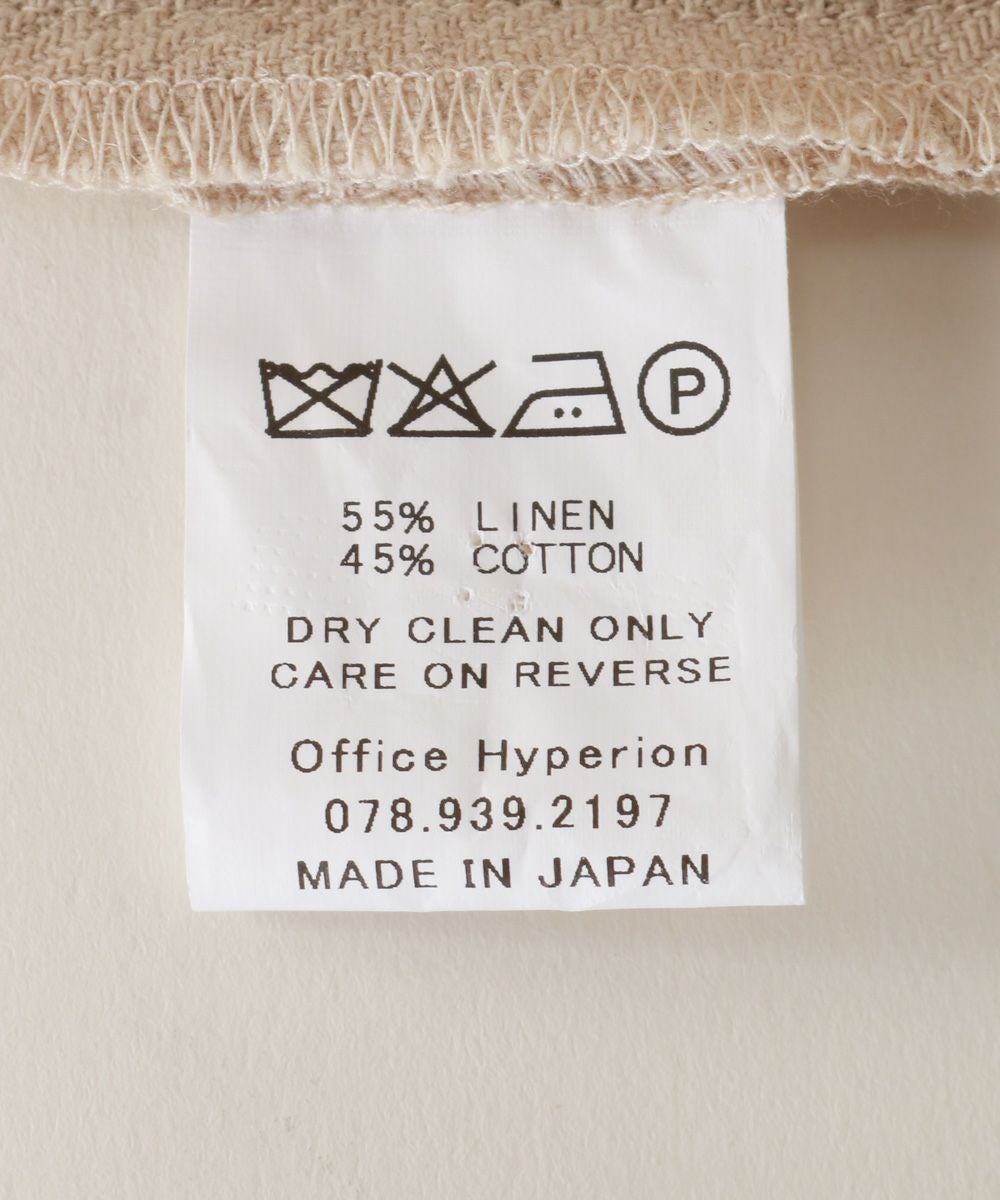 P
55% LINEN
45% COTTON
DRY CLEAN ONLY
CARE ON REVERSE
Office Hyperion
078.939.2197
MADE IN JAPAN